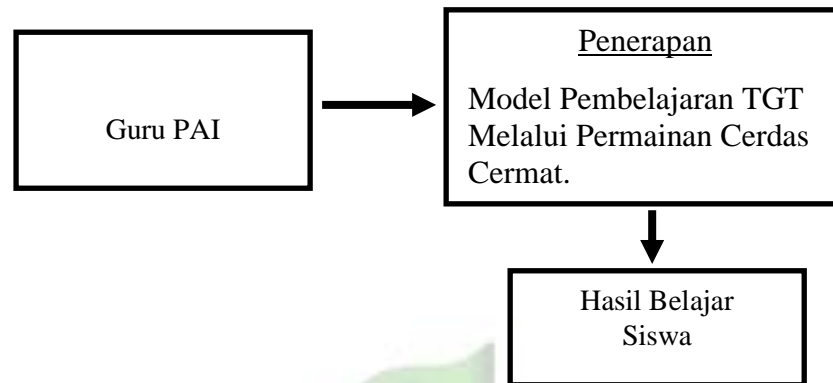 Guru PAI
Penerapan
Model Pembelajaran TGT
Melalui Permainan Cerdas
Cermat.
Hasil Belajar
Siswa